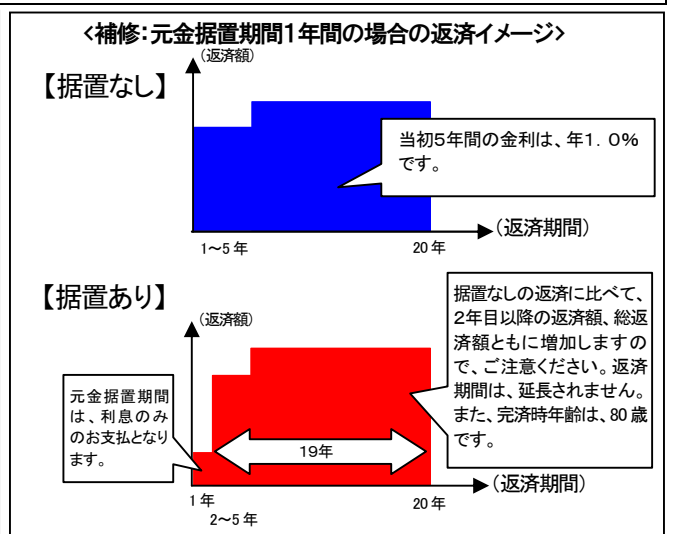 <補修:元金据置期間1年間の場合の返済イメージ>
(返済額)
【据置なし】
当初5年間の金利は、年1.0%
です。
(返済期間)
1~5年
20年
【据置あり】
(返済額)
据置なしの返済に比べて、
2年目以降の返済額、総返
済額ともに増加しますの
で、ご注意ください。返済
期間は、延長されません。
また、完済時年齢は、80歳
です。
元金据置期間
は、利息のみ
のお支払となり
ます。
19年
(返済期間)
1年
20年
2~5年